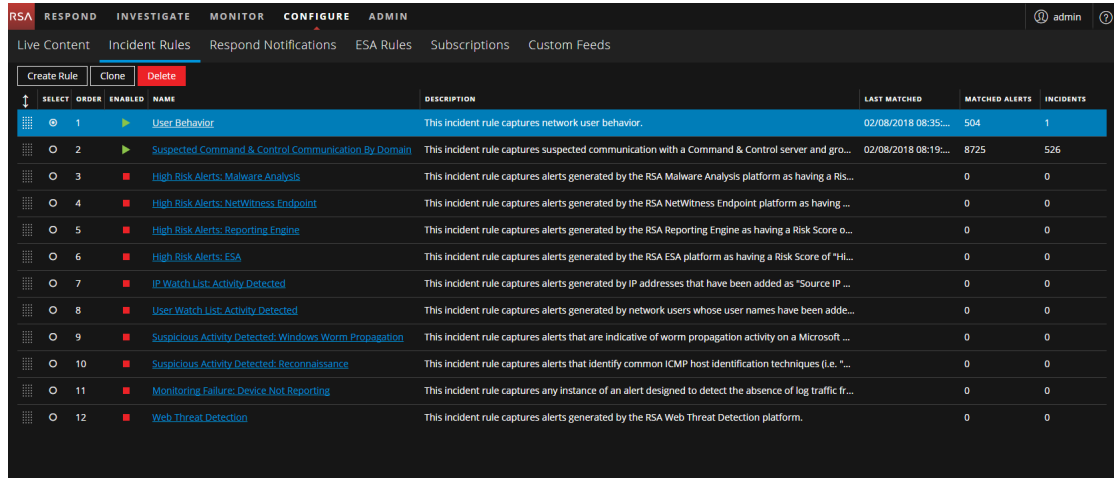 RSA RESPOND INVESTIGATE MONITOR CONFIGURE ADMIN admin ?
Live Content Incident Rules Respond Notifications ESA Rules Subscriptions Custom Feeds
Create Rule Clone Delete
SELECT ORDER ENABLED NAME DESCRIPTION LAST MATCHED MATCHED ALERTS INCIDENTS
1 User Behavior This incident rule captures network user behavior. 02/08/2018 08:35:... 504 1
2 Suspected Command & Control Communication By Domain This incident rule captures suspected communication with a Command & Control server and gro... 02/08/2018 08:19:... 8725 526
3 High Risk Alerts: Malware Analysis This incident rule captures alerts generated by the RSA Malware Analysis platform as having a Ris... 0 0
4 High Risk Alerts: NetWitness Endpoint This incident rule captures alerts generated by the RSA NetWitness Endpoint platform as having ... 0 0
5 High Risk Alerts: Reporting Engine This incident rule captures alerts generated by the RSA Reporting Engine as having a Risk Score o... 0 0
6 High Risk Alerts: ESA This incident rule captures alerts generated by the RSA ESA platform as having a Risk Score of "Hi... 0 0
7 IP Watch List: Activity Detected This incident rule captures alerts generated by IP addresses that have been added as "Source IP ... 0 0
8 User Watch List: Activity Detected This incident rule captures alerts generated by network users whose user names have been adde... 0 0
9 Suspicious Activity Detected: Windows Worm Propagation This incident rule captures alerts that are indicative of worm propagation activity on a Microsoft ... 0 0
10 Suspicious Activity Detected: Reconnaissance This incident rule captures alerts that identify common ICMP host identification techniques (i.e. "... 0 0
11 Monitoring Failure: Device Not Reporting This incident rule captures any instance of an alert designed to detect the absence of log traffic fr... 0 0
12 Web Threat Detection This incident rule captures alerts generated by the RSA Web Threat Detection platform. 0 0